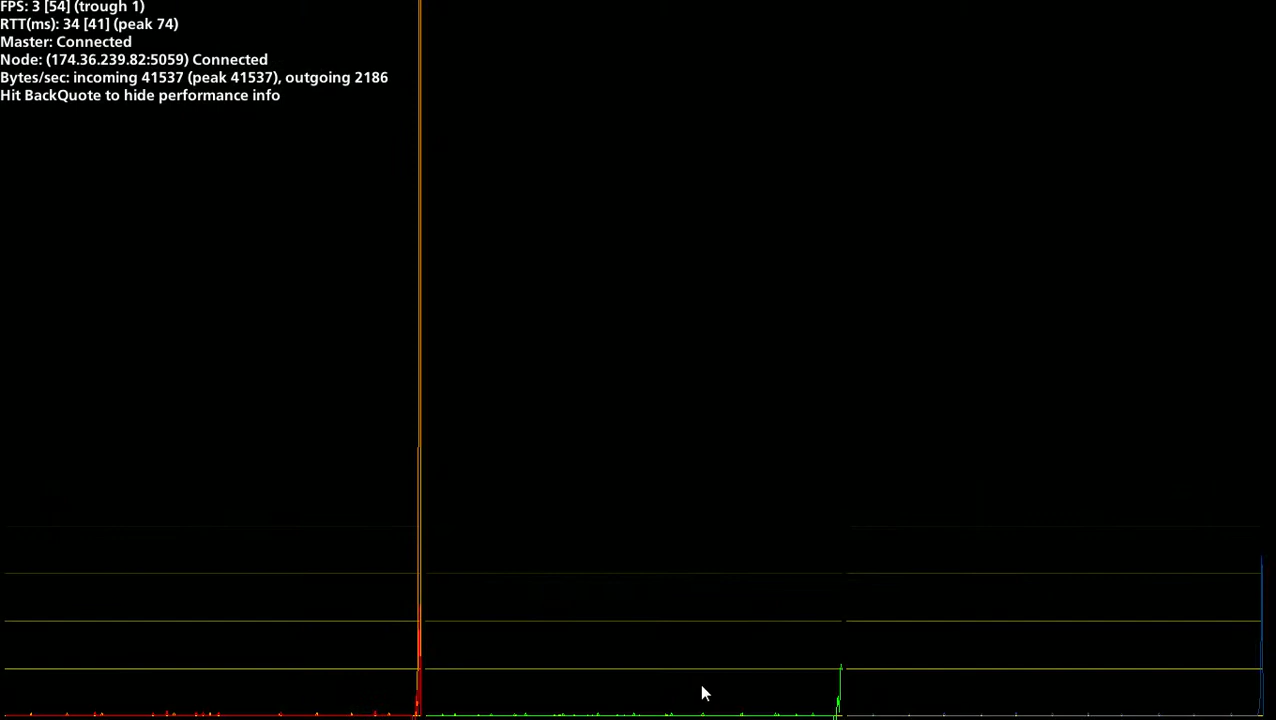 FPS: 3 [54] (trough 1)
RTT(ms): 34 [41] (peak 74)
Master: Connected
Node: (174.36.239.82:5059) Connected
Bytes/sec: incoming 41537 (peak 41537), outgoing 2186
Hit BackQuote to hide performance info